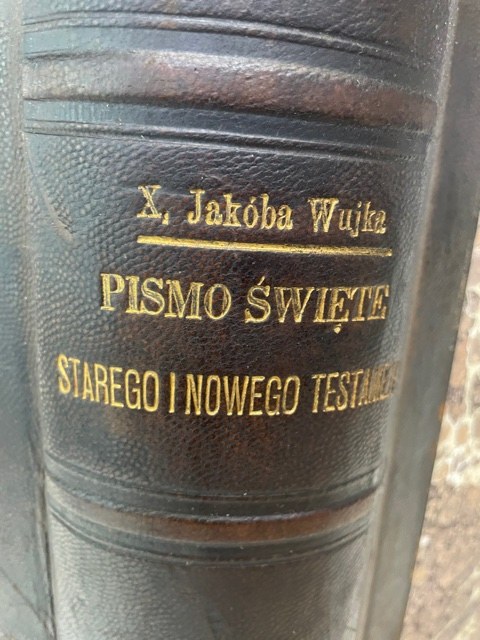 X. Jakóba Wujka
PISMO ŚWIĘTE
STAREGO I NOWEGO